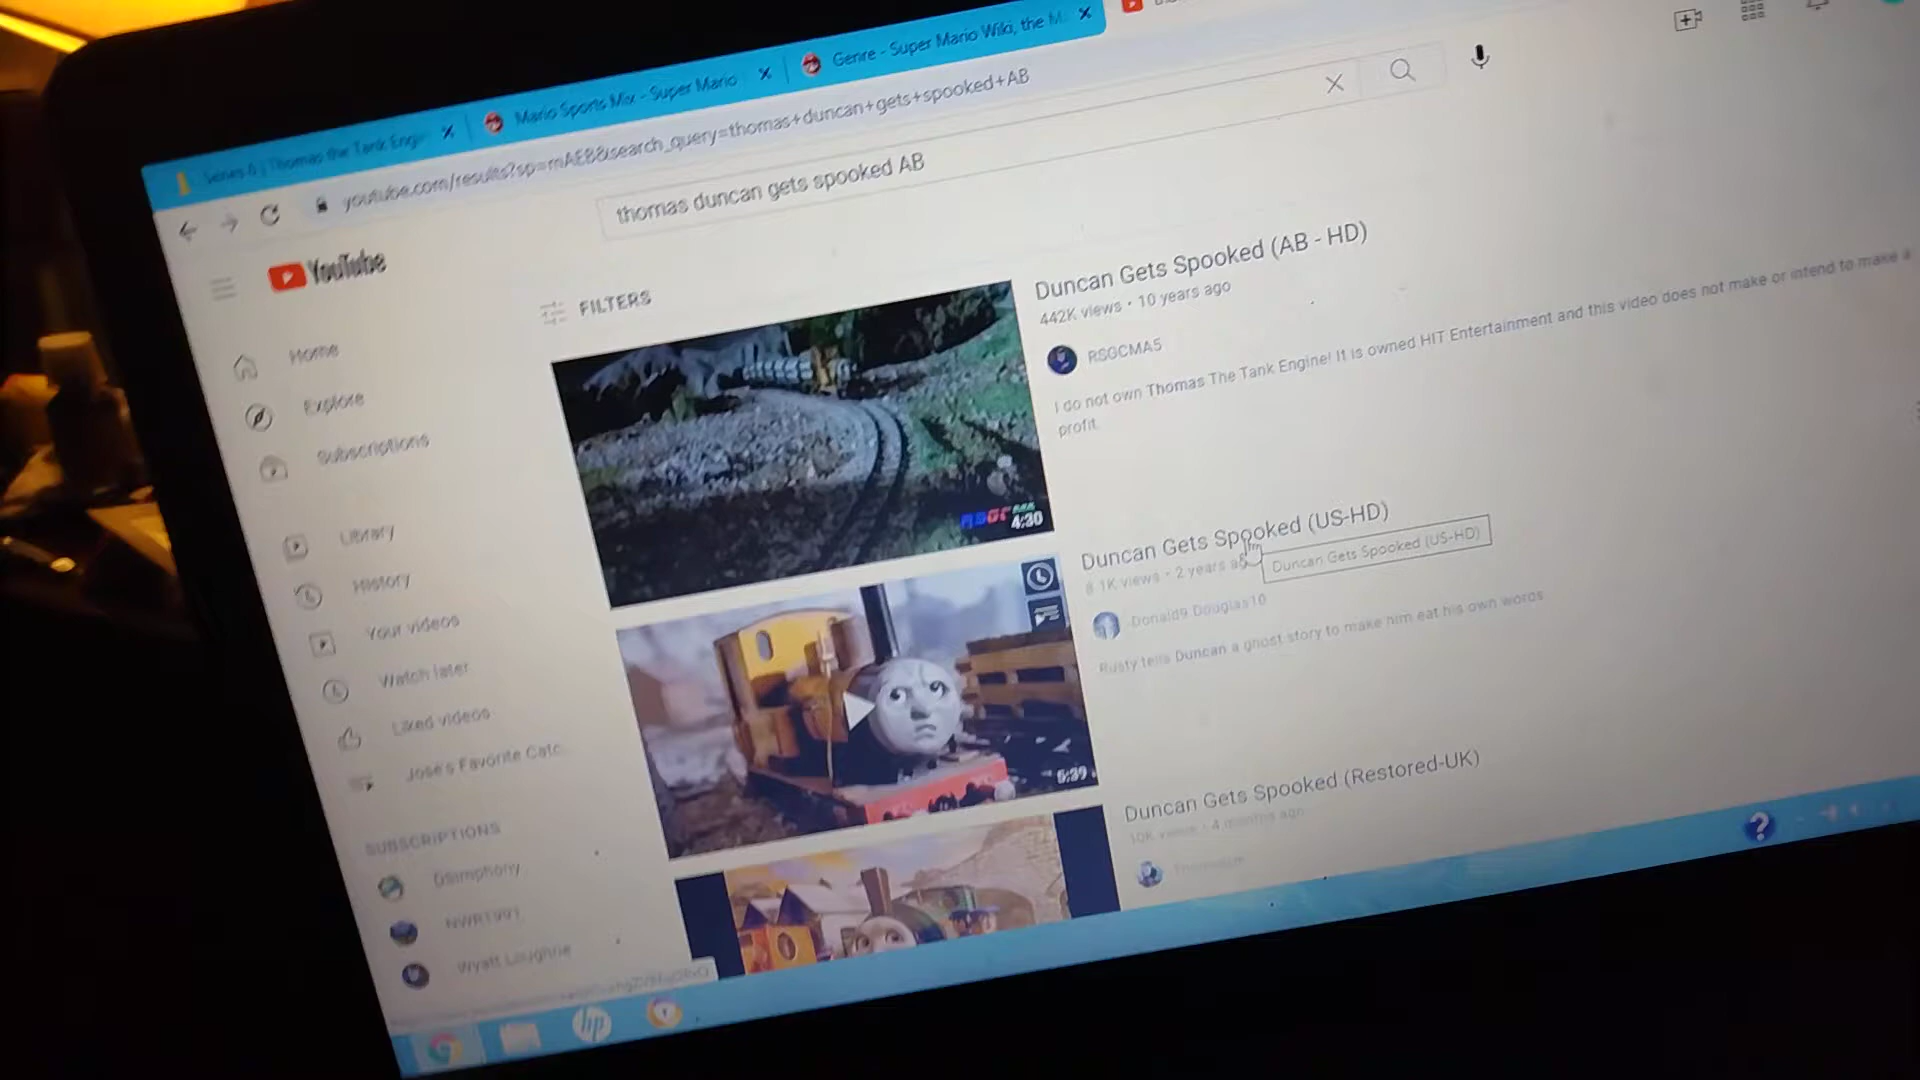 Series 6 | Thomas the Tank Engi
Mario Sports Mix - Super Mario
Genre - Super Mario Wiki, the M
youtube.com/results?sp=mAEB&search_query=thomas+duncan+gets+spooked+AB
YouTube
thomas duncan gets spooked AB
FILTERS
Home
Explore
Subscriptions
Library
History
Your videos
Watch later
Liked videos
Jose's Favorite Catc
SUBSCRIPTIONS
NWR1991
Wyatt Loughrie
4:30
Duncan Gets Spooked (AB - HD)
442K views • 10 years ago
RSGCMA5
I do not own Thomas The Tank Engine! It is owned HIT Entertainment and this video does not make or intend to make a
profit.
5:39
Duncan Gets Spooked (US-HD)
8.1K views • 2 years ag
Duncan Gets Spooked (US-HD)
Donald9 Douglas10
Rusty tells Duncan a ghost story to make him eat his own words.
Duncan Gets Spooked (Restored-UK)
10K views • 4 months ago
hp
?